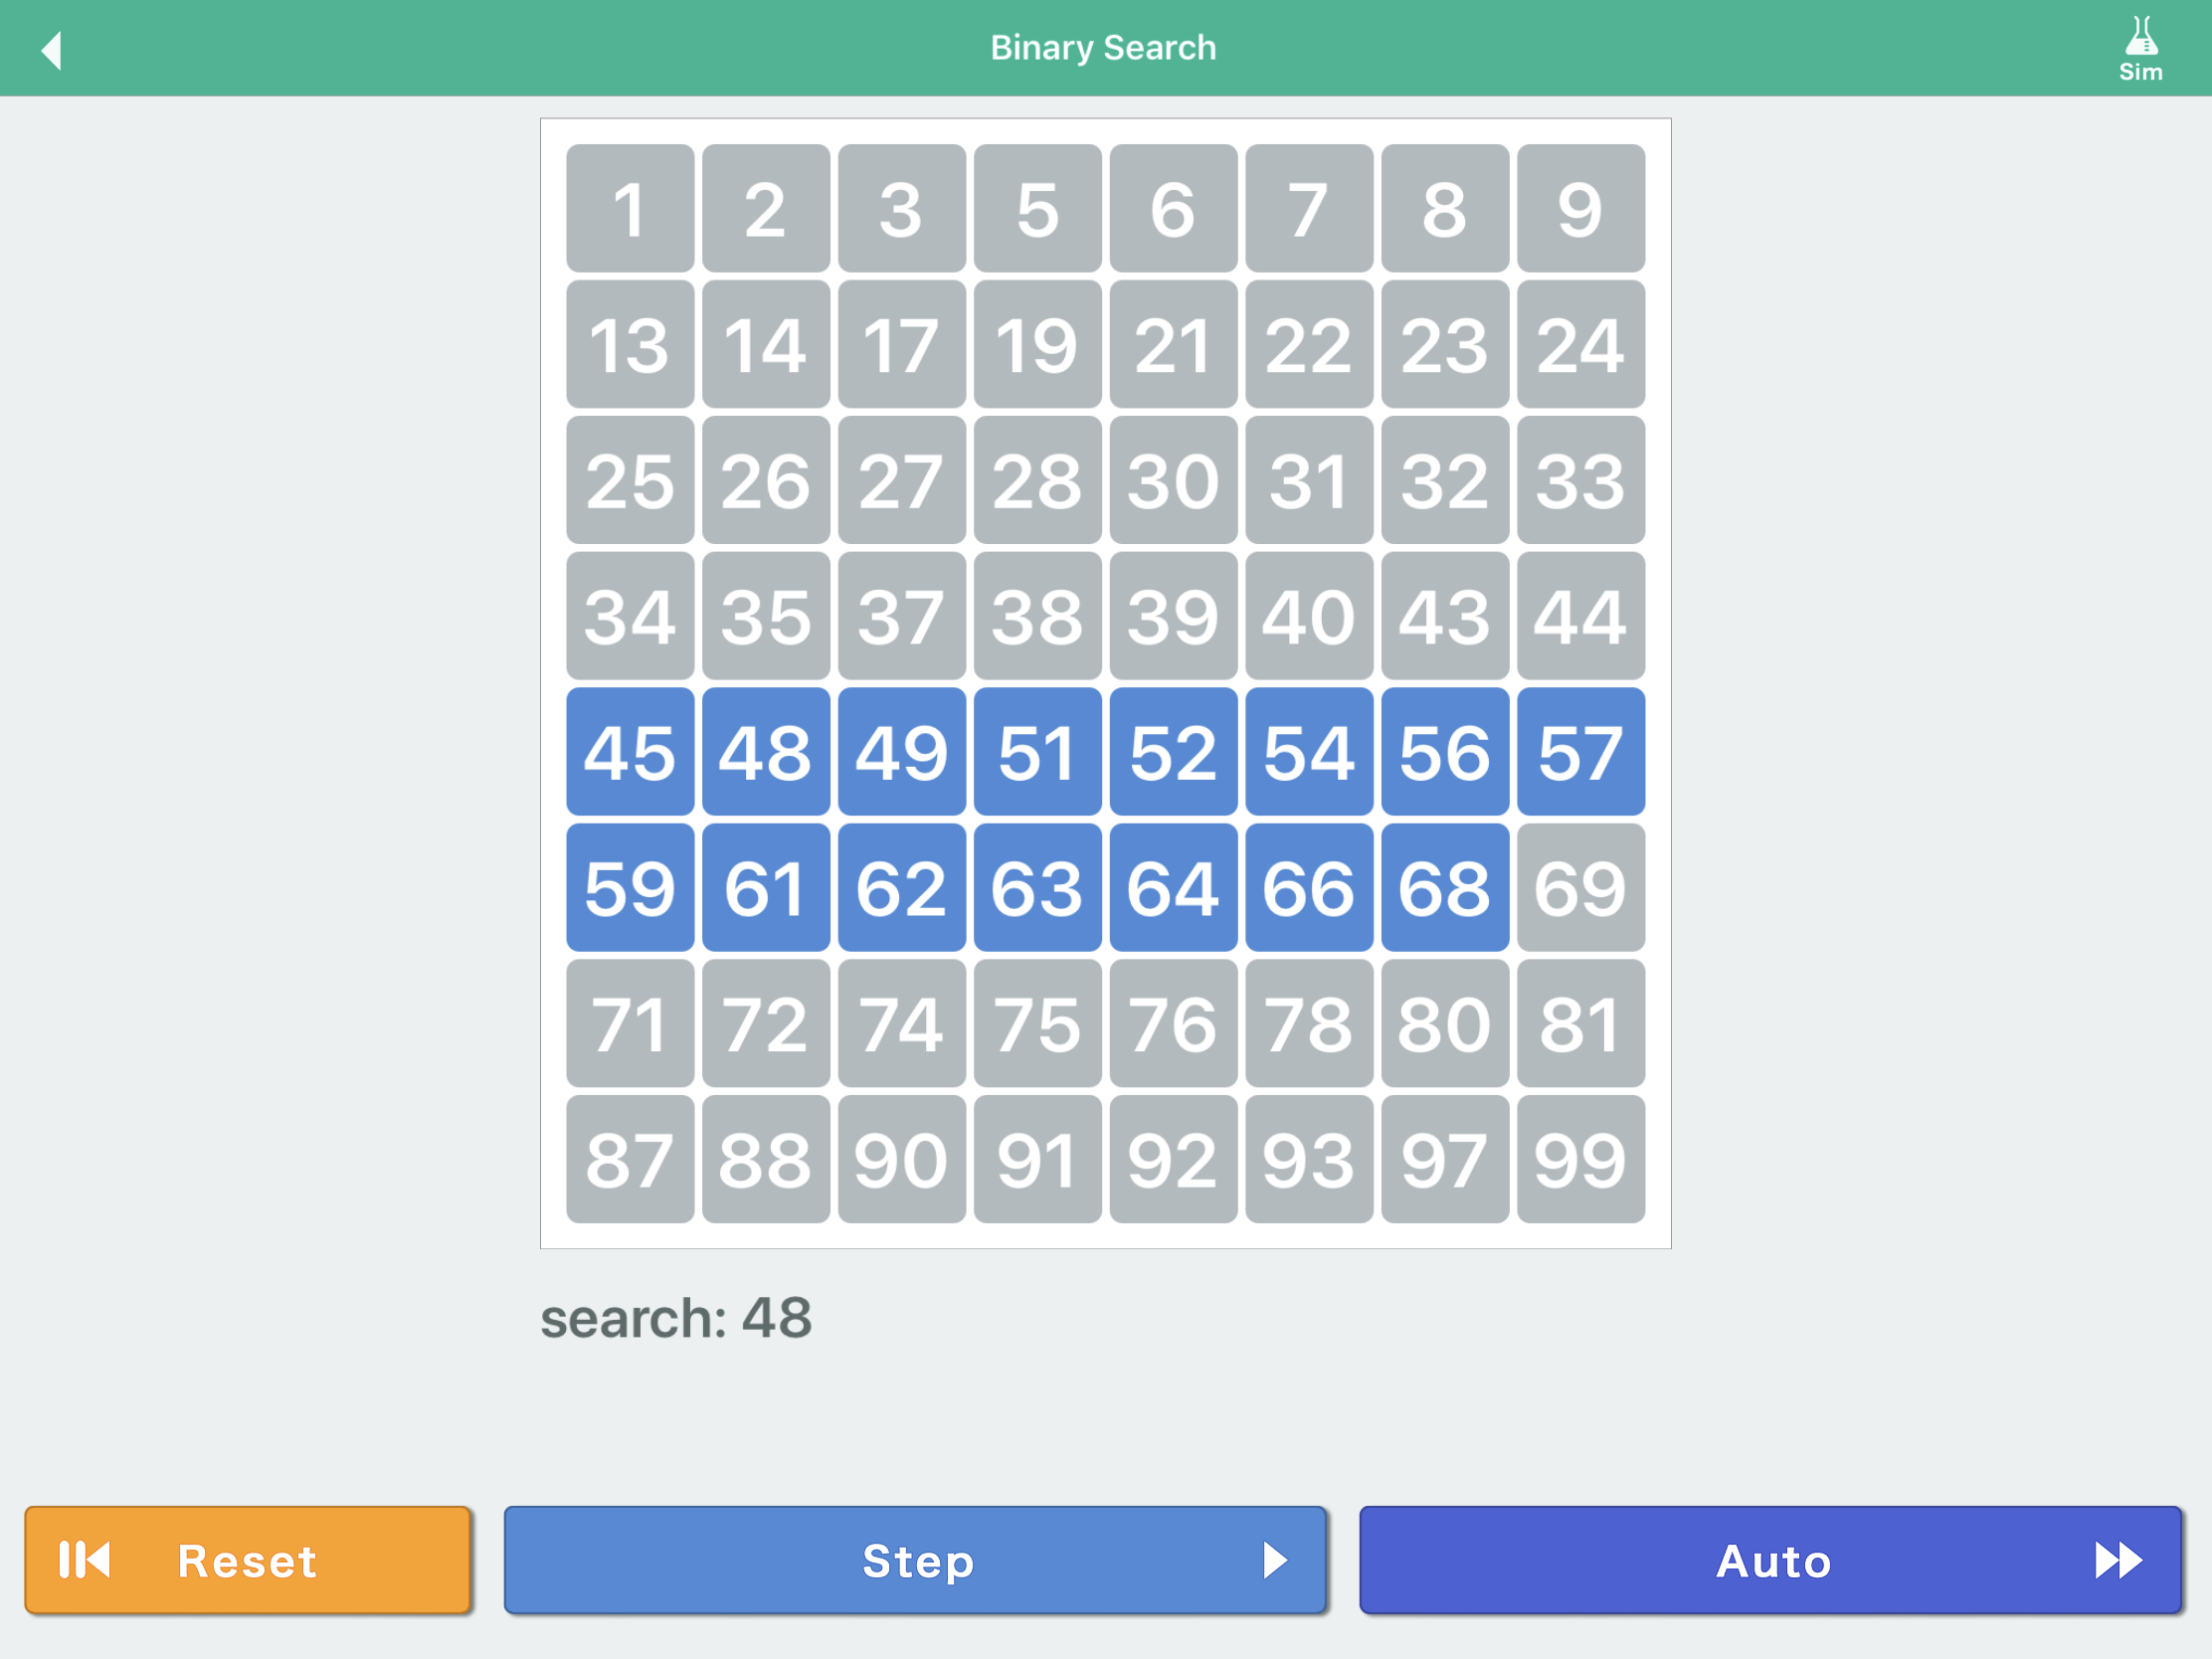 Binary Search
Sim
1 2 3 5 6 7 8 9
13 14 17 19 21 22 23 24
25 26 27 28 30 31 32 33
34 35 37 38 39 40 43 44
45 48 49 51 52 54 56 57
59 61 62 63 64 66 68 69
71 72 74 75 76 78 80 81
87 88 90 91 92 93 97 99
search: 48
Reset Step Auto